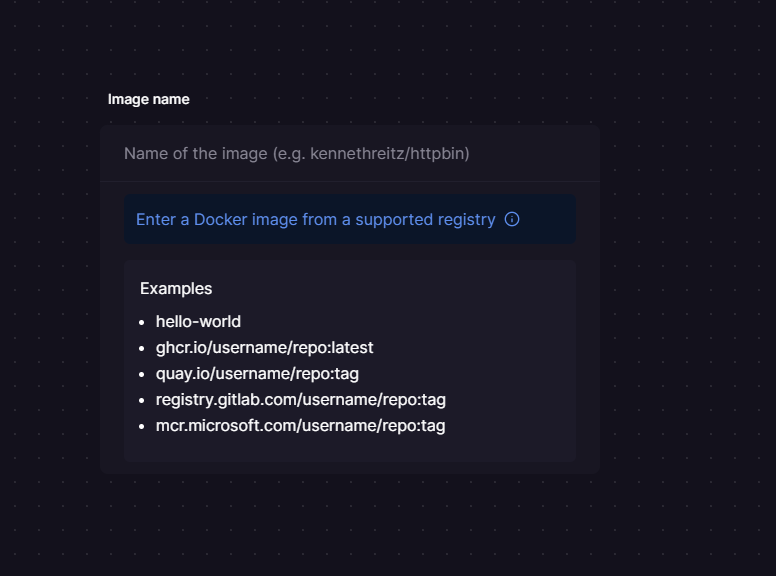 Image name
Name of the image (e.g. kennethreitz/httpbin)
Enter a Docker image from a supported registry
Examples
hello-world
ghcr.io/username/repo:latest
quay.io/username/repo:tag
registry.gitlab.com/username/repo:tag
mcr.microsoft.com/username/repo:tag